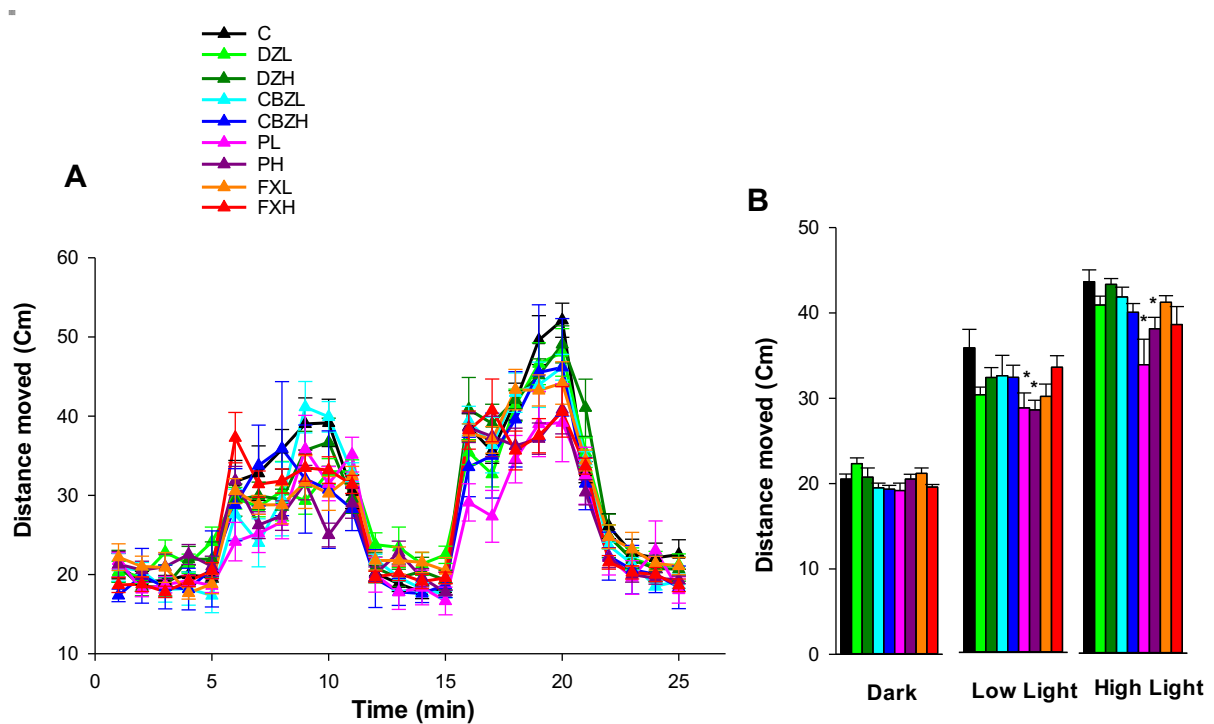 C
DZL
DZH
CBZL
CBZH
PL
PH
FXL
FXH
A
Distance moved (Cm)
60
50
40
30
20
10
0 5 10 15 20 25
Time (min)
B
Distance moved (Cm)
50
40
30
20
10
0
* *
* *
Dark Low Light High Light